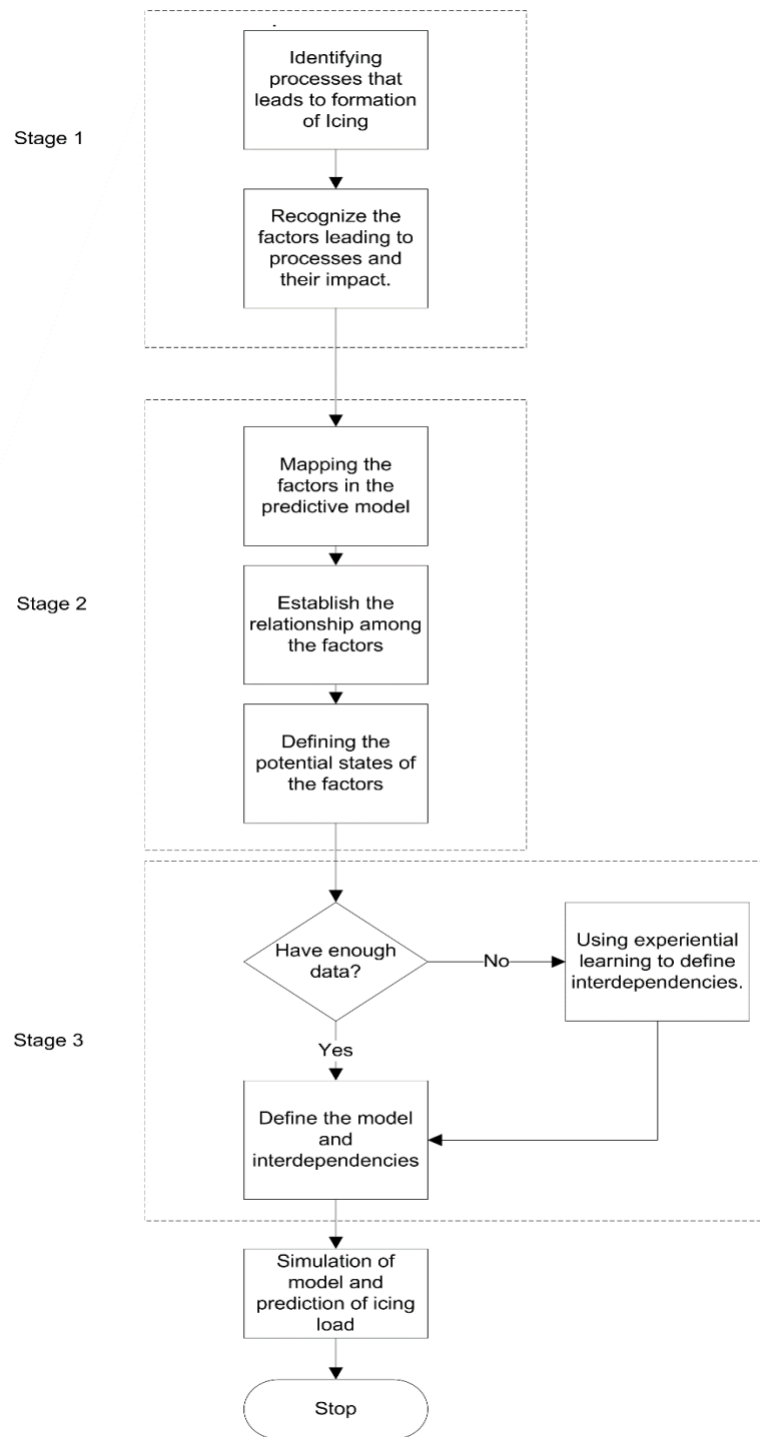 Stage 1
Identifying
processes that
leads to formation
of Icing
Recognize the
factors leading to
processes and
their impact.
Stage 2
Mapping the
factors in the
predictive model
Establish the
relationship among
the factors
Defining the
potential states of
the factors
Stage 3
Have enough
data?
No
Using experiential
learning to define
interdependencies.
Yes
Define the model
and
interdependencies
Simulation of
model and
prediction of icing
load
Stop